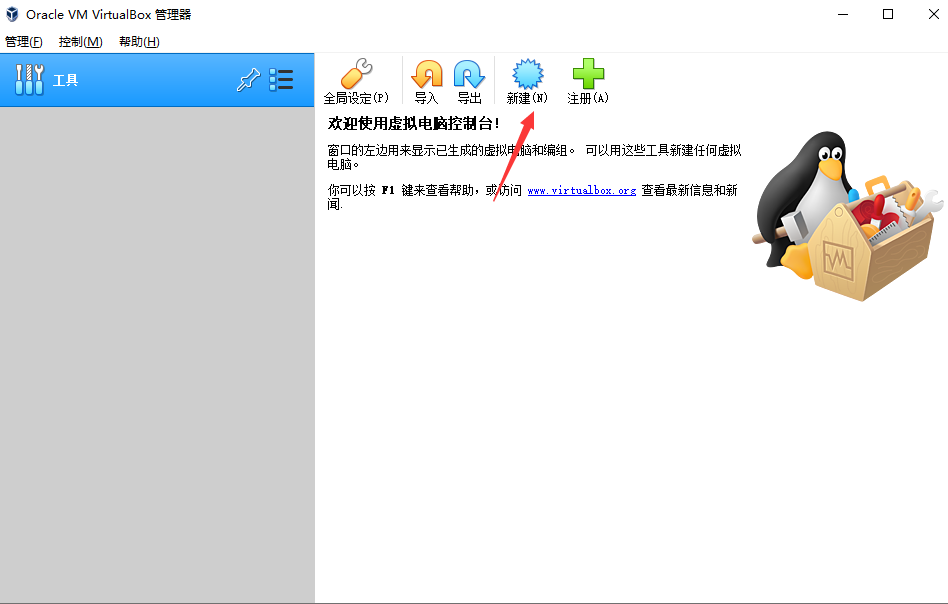 Oracle VM VirtualBox 管理器
管理(F) 控制(M) 帮助(H)
工具
全局设定(P) 导入 导出 新建(N) 注册(A)
欢迎使用虚拟电脑控制台!
窗口的左边用来显示已生成的虚拟电脑和编组。 可以用这些工具新建任何虚拟
电脑。
你可以按 F1 键来查看帮助，或访问 www.virtualbox.org 查看最新信息和新
闻.